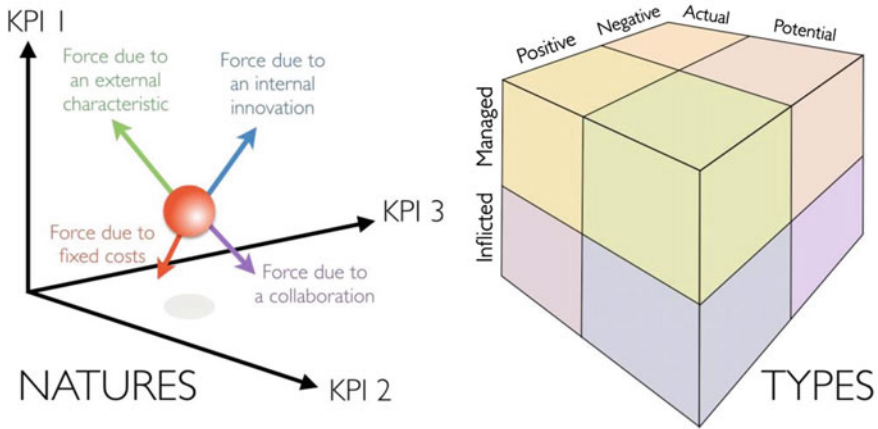 KPI 1
Force due to
an external
characteristic
Force due to
an internal
innovation
KPI 3
Force due to
fixed costs
Force due to
a collaboration
KPI 2
NATURES
Positive
Negative
Actual
Potential
Managed
Inflicted
TYPES